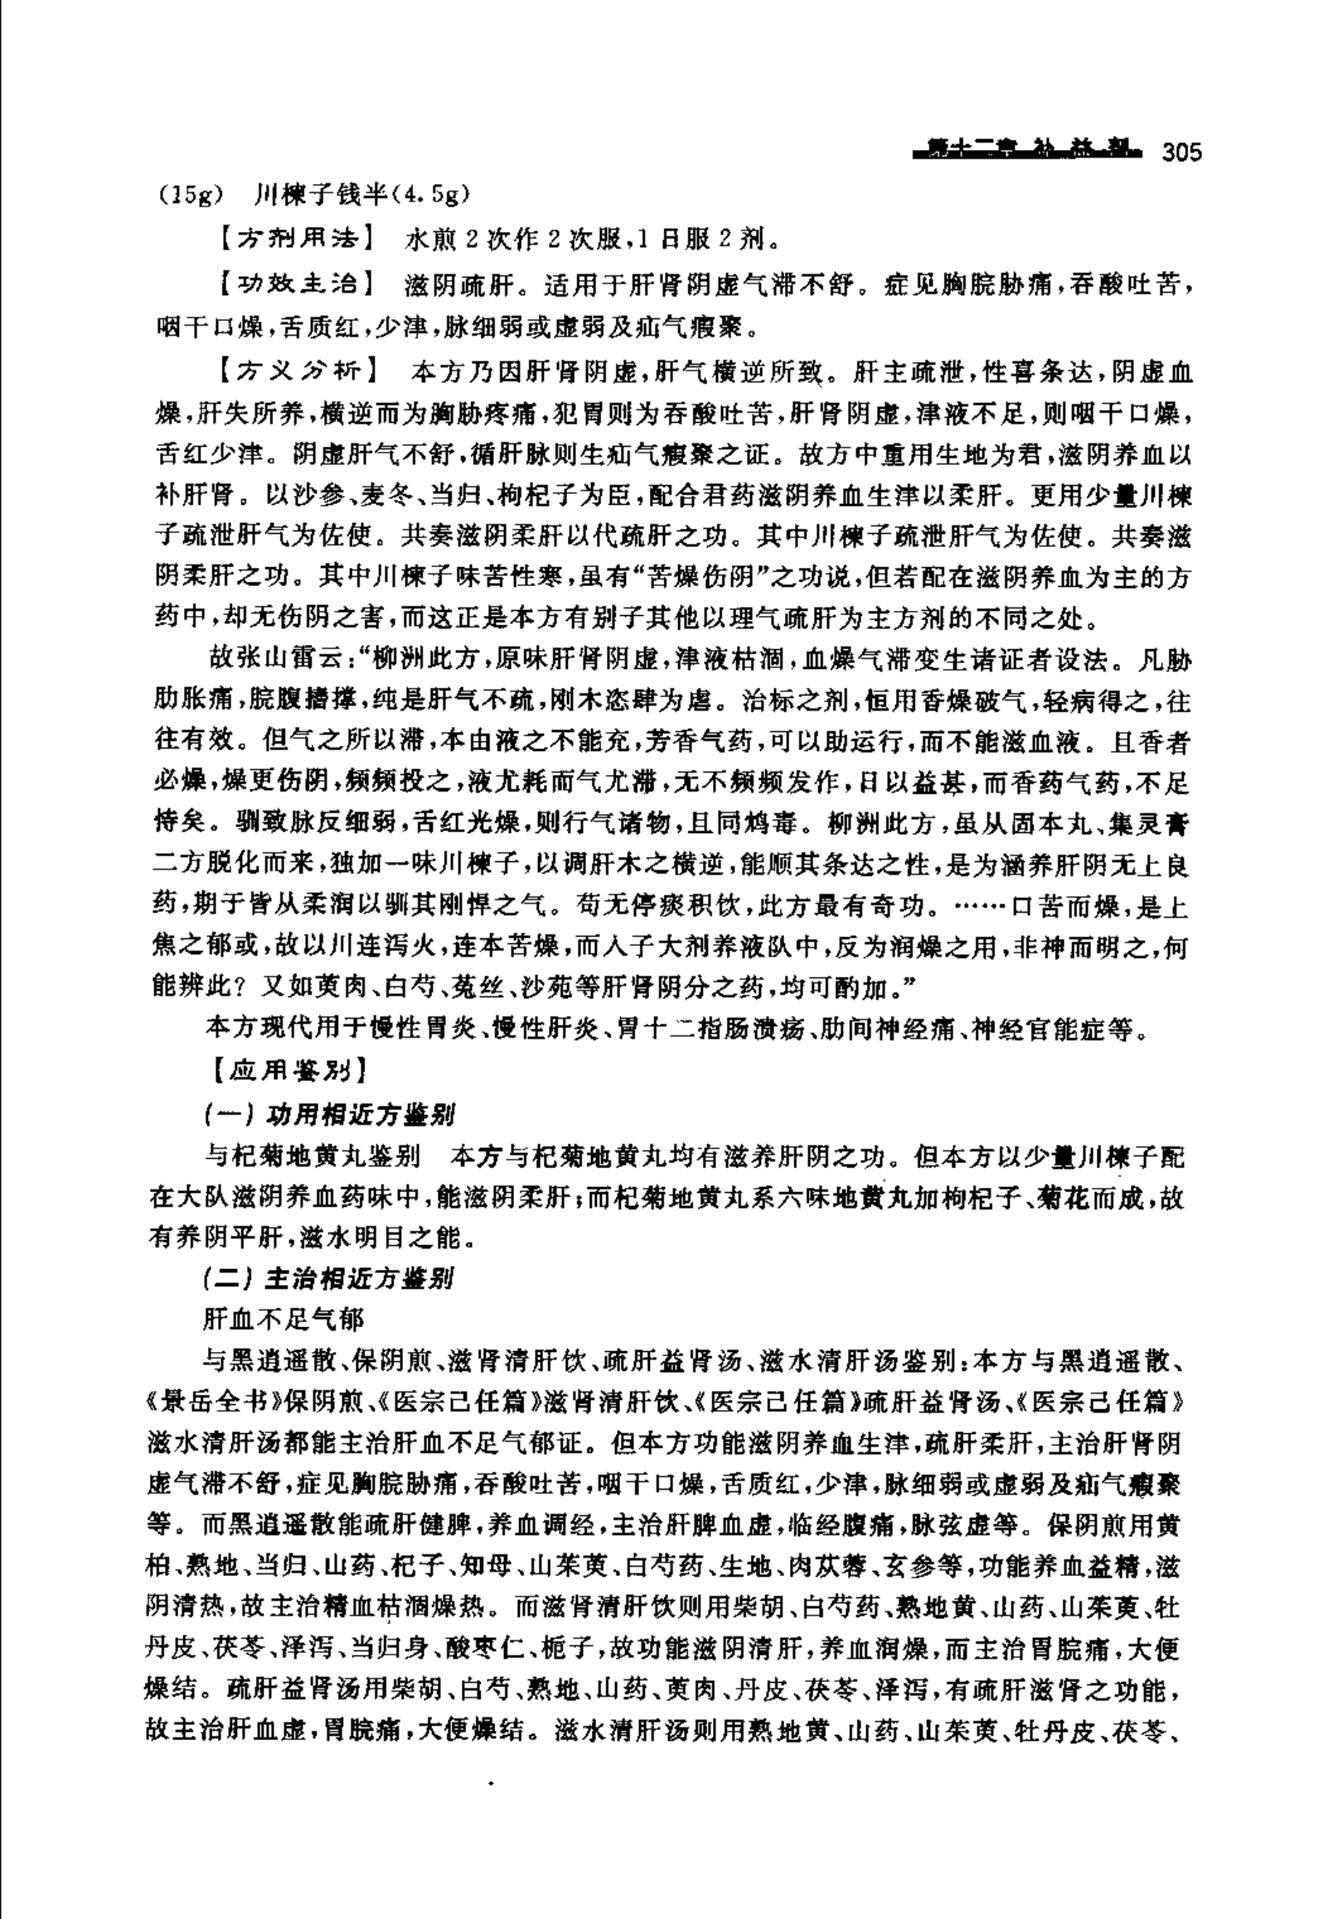 第十二章 补益剂 305
(15g) 川楝子钱半(4.5g)
【方剂用法】 水煎2次作2次服,1日服2剂。
【功效主治】 滋阴疏肝。适用于肝肾阴虚气滞不舒。症见胸脘胁痛,吞酸吐苦,
咽干口燥,舌质红,少津,脉细弱或虚弱及疝气瘕聚。
【方义分析】 本方乃因肝肾阴虚,肝气横逆所致。肝主疏泄,性喜条达,阴虚血
燥,肝失所养,横逆而为胸胁疼痛,犯胃则为吞酸吐苦,肝肾阴虚,津液不足,则咽干口燥,
舌红少津。阴虚肝气不舒,循肝脉则生疝气瘕聚之证。故方中重用生地为君,滋阴养血以
补肝肾。以沙参、麦冬、当归、枸杞子为臣,配合君药滋阴养血生津以柔肝。更用少量川楝
子疏泄肝气为佐使。共奏滋阴柔肝以代疏肝之功。其中川楝子疏泄肝气为佐使。共奏滋
阴柔肝之功。其中川楝子味苦性寒,虽有“苦燥伤阴”之功说,但若配在滋阴养血为主的方
药中,却无伤阴之害,而这正是本方有别子其他以理气疏肝为主方剂的不同之处。
故张山雷云:“柳洲此方,原味肝肾阴虚,津液枯涸,血燥气滞变生诸证者设法。凡胁
肋胀痛,脘腹搘撑,纯是肝气不疏,刚木恣肆为虐。治标之剂,恒用香燥破气,轻病得之,往
往有效。但气之所以滞,本由液之不能充,芳香气药,可以助运行,而不能滋血液。且香者
必燥,燥更伤阴,频频投之,液尤耗而气尤滞,无不频频发作,日以益甚,而香药气药,不足
恃矣。驯致脉反细弱,舌红光燥,则行气诸物,且同鸩毒。柳洲此方,虽从固本丸、集灵膏
二方脱化而来,独加一味川楝子,以调肝木之横逆,能顺其条达之性,是为涵养肝阴无上良
药,期于皆从柔润以驯其刚悍之气。苟无停痰积饮,此方最有奇功。……口苦而燥,是上
焦之郁或,故以川连泻火,连本苦燥,而入子大剂养液队中,反为润燥之用,非神而明之,何
能辨此?又如萸肉、白芍、菟丝、沙苑等肝肾阴分之药,均可酌加。”
本方现代用于慢性胃炎、慢性肝炎、胃十二指肠溃疡、肋间神经痛、神经官能症等。
【应用鉴别】
(一)功用相近方鉴别
与杞菊地黄丸鉴别 本方与杞菊地黄丸均有滋养肝阴之功。但本方以少量川楝子配
在大队滋阴养血药味中,能滋阴柔肝;而杞菊地黄丸系六味地黄丸加枸杞子、菊花而成,故
有养阴平肝,滋水明目之能。
(二)主治相近方鉴别
肝血不足气郁
与黑逍遥散、保阴煎、滋肾清肝饮、疏肝益肾汤、滋水清肝汤鉴别:本方与黑逍遥散、
《景岳全书》保阴煎、《医宗己任篇》滋肾清肝饮、《医宗己任篇》疏肝益肾汤、《医宗己任篇》
滋水清肝汤都能主治肝血不足气郁证。但本方功能滋阴养血生津,疏肝柔肝,主治肝肾阴
虚气滞不舒,症见胸脘胁痛,吞酸吐苦,咽干口燥,舌质红,少津,脉细弱或虚弱及疝气瘕聚
等。而黑逍遥散能疏肝健脾,养血调经,主治肝脾血虚,临经腹痛,脉弦虚等。保阴煎用黄
柏、熟地、当归、山药、杞子、知母、山茱萸、白芍药、生地、肉苁蓉、玄参等,功能养血益精,滋
阴清热,故主治精血枯涸燥热。而滋肾清肝饮则用柴胡、白芍药、熟地黄、山药、山茱萸、牡
丹皮、茯苓、泽泻、当归身、酸枣仁、栀子,故功能滋阴清肝,养血润燥,而主治胃脘痛,大便
燥结。疏肝益肾汤用柴胡、白芍、熟地、山药、萸肉、丹皮、茯苓、泽泻,有疏肝滋肾之功能,
故主治肝血虚,胃脘痛,大便燥结。滋水清肝汤则用熟地黄、山药、山茱萸、牡丹皮、茯苓、